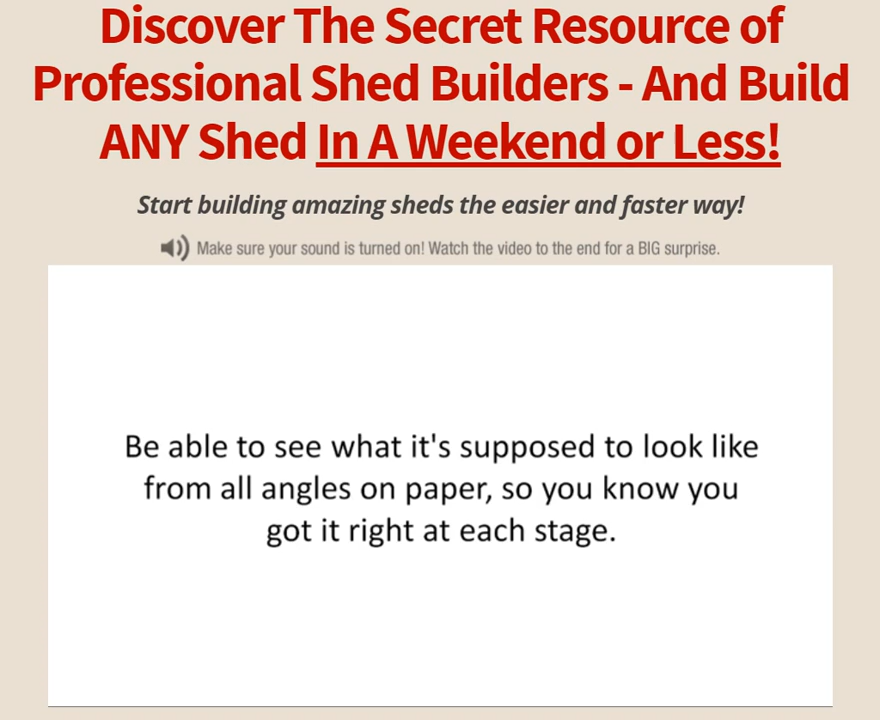 Discover The Secret Resource of
Professional Shed Builders - And Build
ANY Shed In A Weekend or Less!
Start building amazing sheds the easier and faster way!
Make sure your sound is turned on! Watch the video to the end for a BIG surprise.
Be able to see what it's supposed to look like
from all angles on paper, so you know you
got it right at each stage.